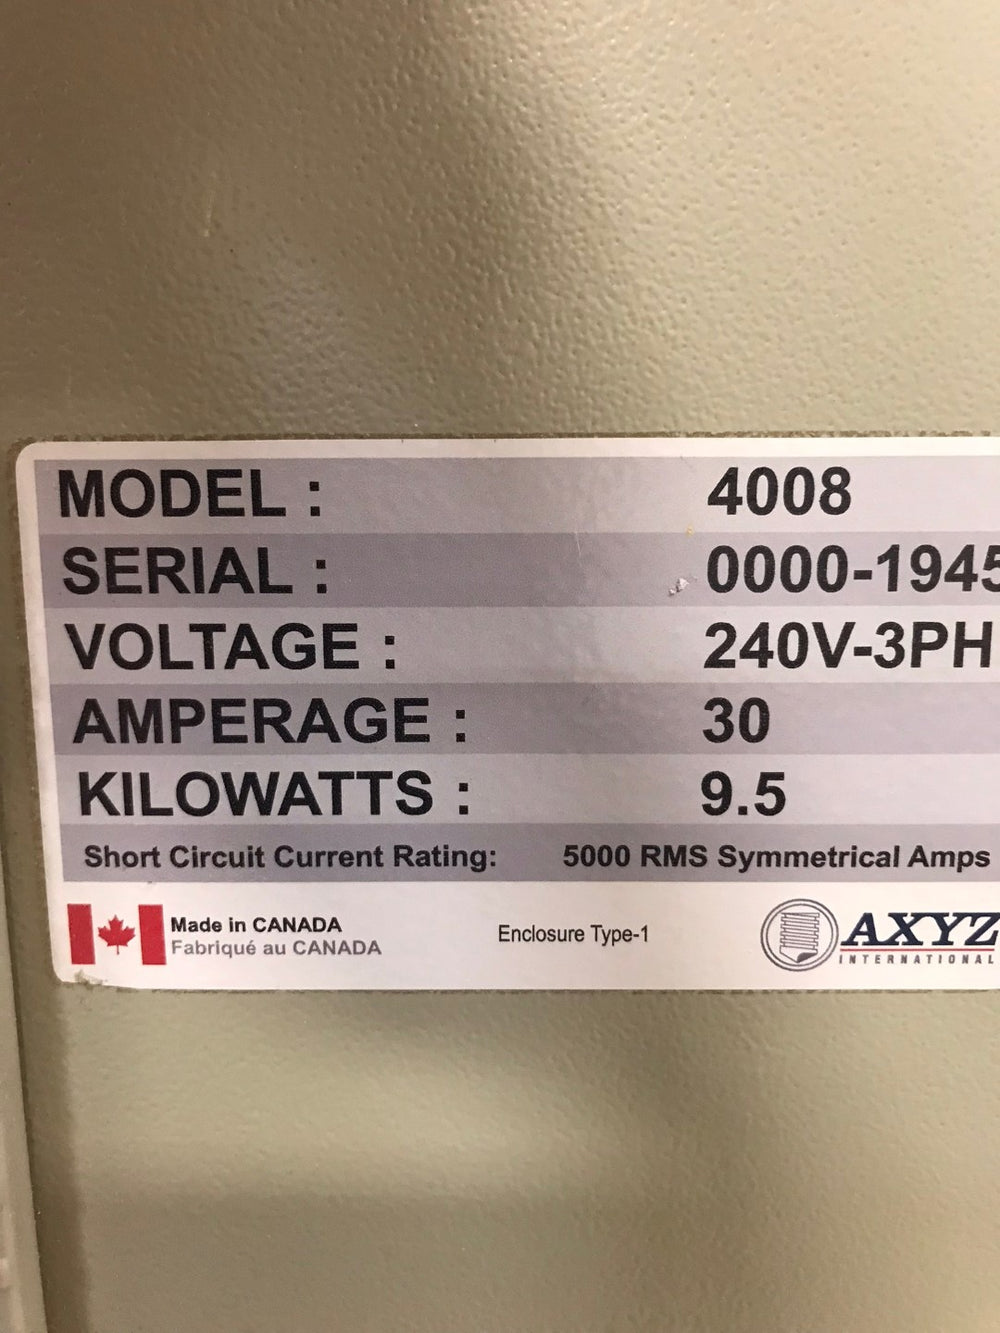 MODEL : 4008
SERIAL : 0000-1945
VOLTAGE : 240V-3PH
AMPERAGE : 30
KILOWATTS : 9.5
Short Circuit Current Rating: 5000 RMS Symmetrical Amps
Made in CANADA
Fabriqué au CANADA
Enclosure Type-1
AXYZ
INTERNATIONAL